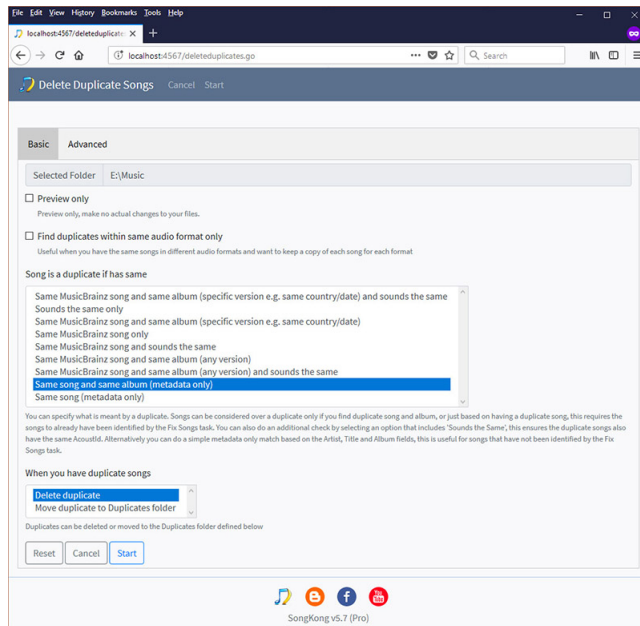 File Edit View History Bookmarks Tools Help
localhost:4567/deleteduplicate
localhost:4567/deleteduplicates.go
Search
Delete Duplicate Songs Cancel Start
Basic Advanced
Selected Folder E:\Music
Preview only
Preview only, make no actual changes to your files.
Find duplicates within same audio format only
Useful when you have the same songs in different audio formats and want to keep a copy of each song for each format
Song is a duplicate if has same
Same MusicBrainz song and same album (specific version e.g. same country/date) and sounds the same
Sounds the same only
Same MusicBrainz song and same album (specific version e.g. same country/date)
Same MusicBrainz song only
Same MusicBrainz song and sounds the same
Same MusicBrainz song and same album (any version)
Same MusicBrainz song and same album (any version) and sounds the same
Same song and same album (metadata only)
Same song (metadata only)
You can specify what is meant by a duplicate. Songs can be considered over a duplicate only if you find duplicate song and album, or just based on having a duplicate song, this requires the
songs to already have been identified by the Fix Songs task. You can also do an additional check by selecting an option that includes 'Sounds the Same', this ensures the duplicate songs also
have the same AcoustId. Alternatively you can do a simple metadata only match based on the Artist, Title and Album fields, this is useful for songs that have not been identified by the Fix
Songs task.
When you have duplicate songs
Delete duplicate
Move duplicate to Duplicates folder
Duplicates can be deleted or moved to the Duplicates folder defined below
Reset Cancel Start
You Tube
SongKong v5.7 (Pro)